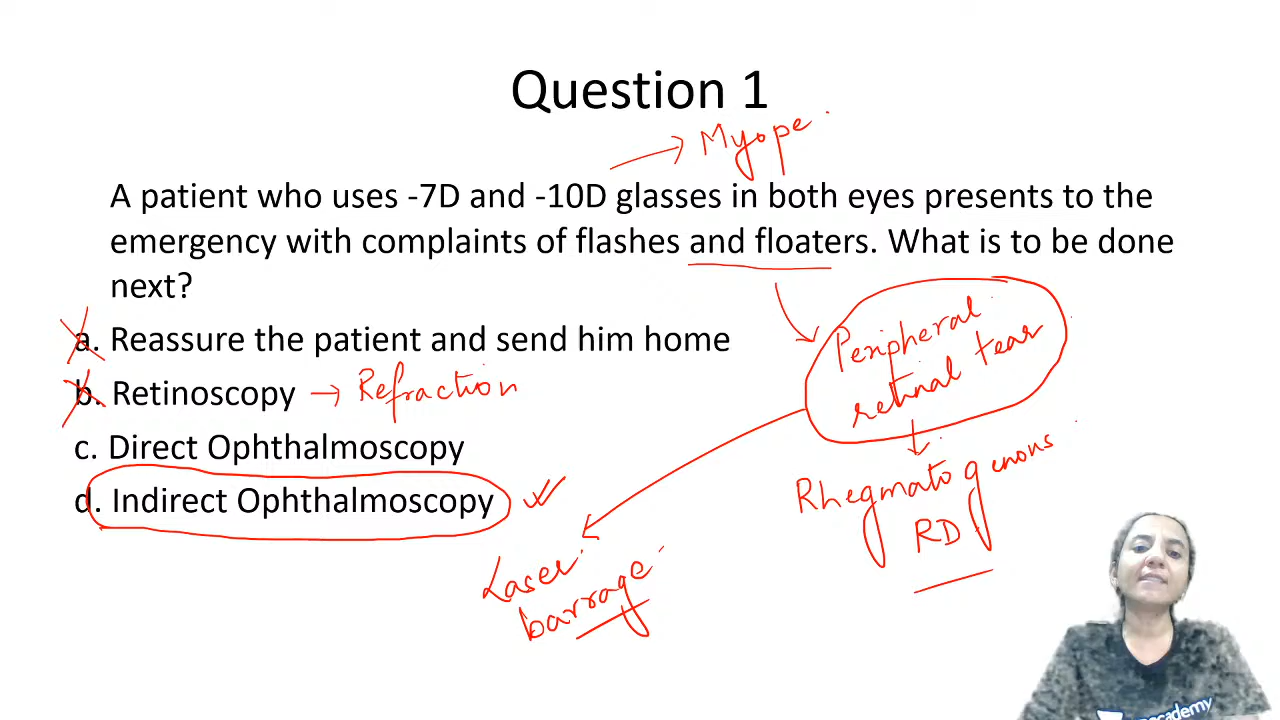 Question 1
→ Myope
A patient who uses -7D and -10D glasses in both eyes presents to the
emergency with complaints of flashes and floaters. What is to be done
next?
a. Reassure the patient and send him home
b. Retinoscopy → Refraction
c. Direct Ophthalmoscopy
d. Indirect Ophthalmoscopy
Peripheral
retinal tear
Rhegmatogenous
RD
Laser
barrage